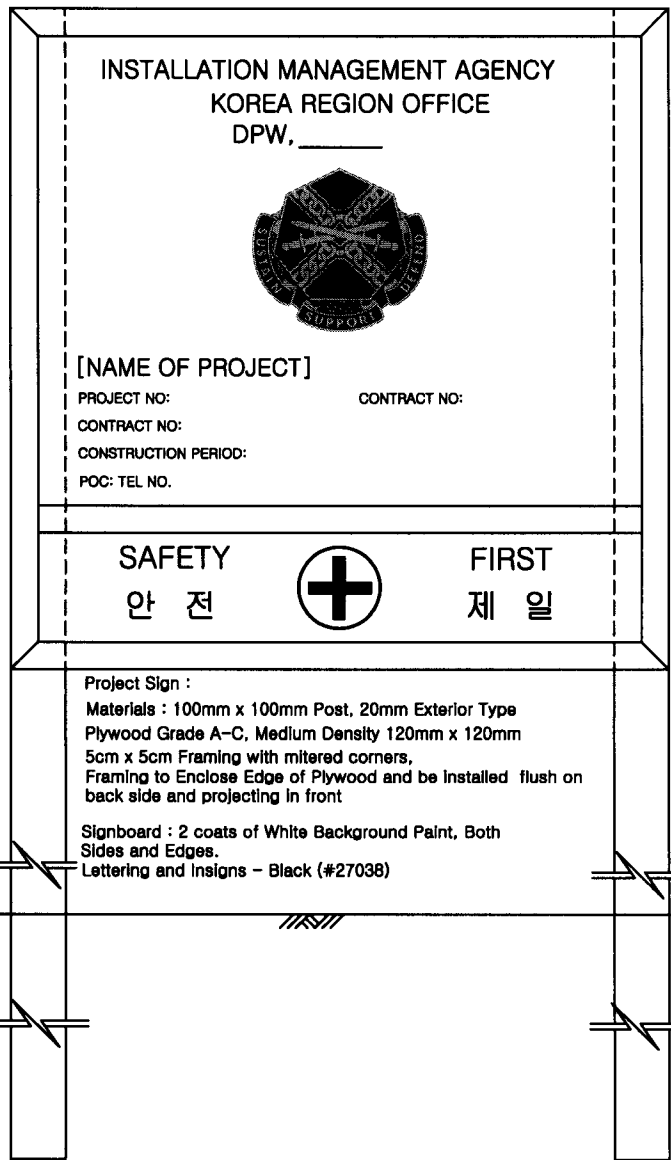 INSTALLATION MANAGEMENT AGENCY
KOREA REGION OFFICE
DPW, ______
SUSTAIN SUPPORT DEFEND
[NAME OF PROJECT]
PROJECT NO: CONTRACT NO:
CONTRACT NO:
CONSTRUCTION PERIOD:
POC: TEL NO.
SAFETY FIRST
안 전 제 일
Project Sign :
Materials : 100mm x 100mm Post, 20mm Exterior Type
Plywood Grade A-C, Medium Density 120mm x 120mm
5cm x 5cm Framing with mitered corners,
Framing to Enclose Edge of Plywood and be installed flush on
back side and projecting in front
Signboard : 2 coats of White Background Paint, Both
Sides and Edges.
Lettering and Insigns - Black (#27038)